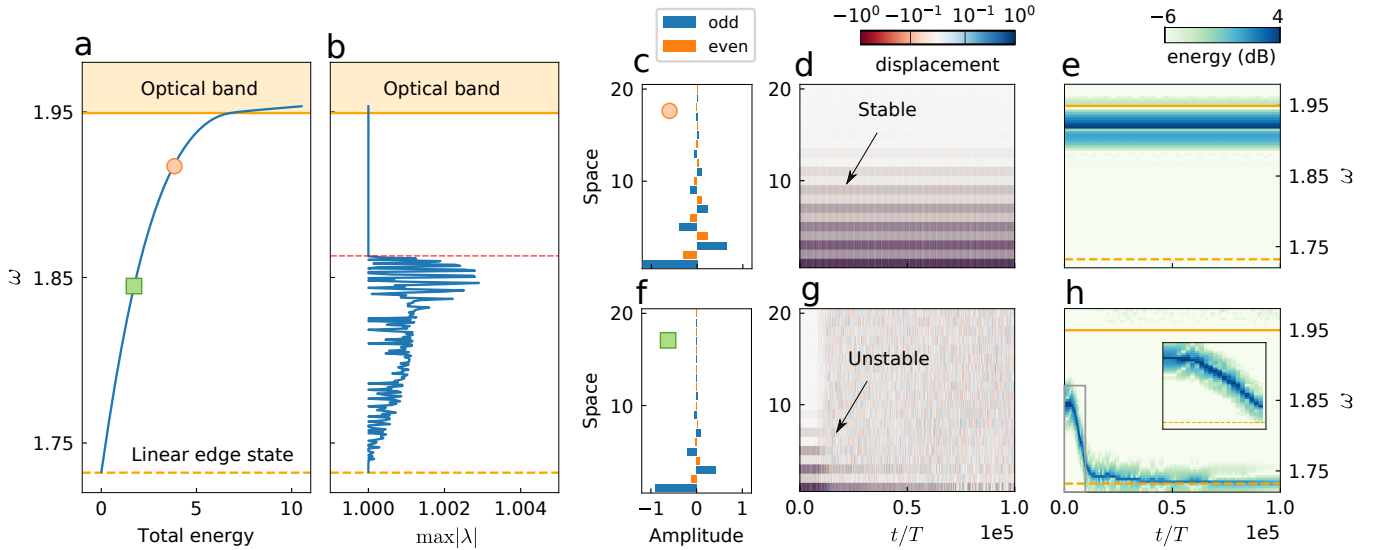 odd
even
−10⁰ −10⁻¹ 10⁻¹ 10⁰
displacement
−6 4
energy (dB)
a
b
c
d
e
Optical band
Optical band
1.95
1.85
1.75
ω
Linear edge state
0 5 10
Total energy
1.000 1.002 1.004
max|λ|
20
10
Space
20
10
Stable
1.95
1.85
1.75
ω
f
g
h
20
10
Space
−1 0 1
Amplitude
20
10
Unstable
0.0 0.5 1.0
1e5
t/T
1.95
1.85
1.75
ω
0.0 0.5 1.0
1e5
t/T